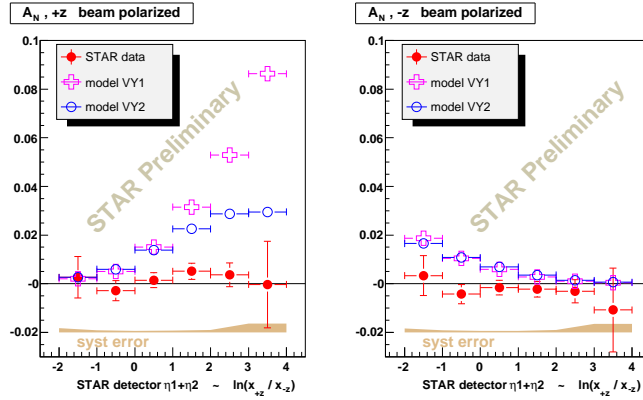 A_N , +z beam polarized
0.1
0.08
0.06
0.04
0.02
-0
-0.02
STAR data
model VY1
model VY2
STAR Preliminary
syst error
-2 -1 0 1 2 3 4
STAR detector η1+η2 ~ ln(x_+z / x_-z)
A_N , -z beam polarized
0.1
0.08
0.06
0.04
0.02
-0
-0.02
STAR data
model VY1
model VY2
STAR Preliminary
syst error
-2 -1 0 1 2 3 4
STAR detector η1+η2 ~ ln(x_+z / x_-z)